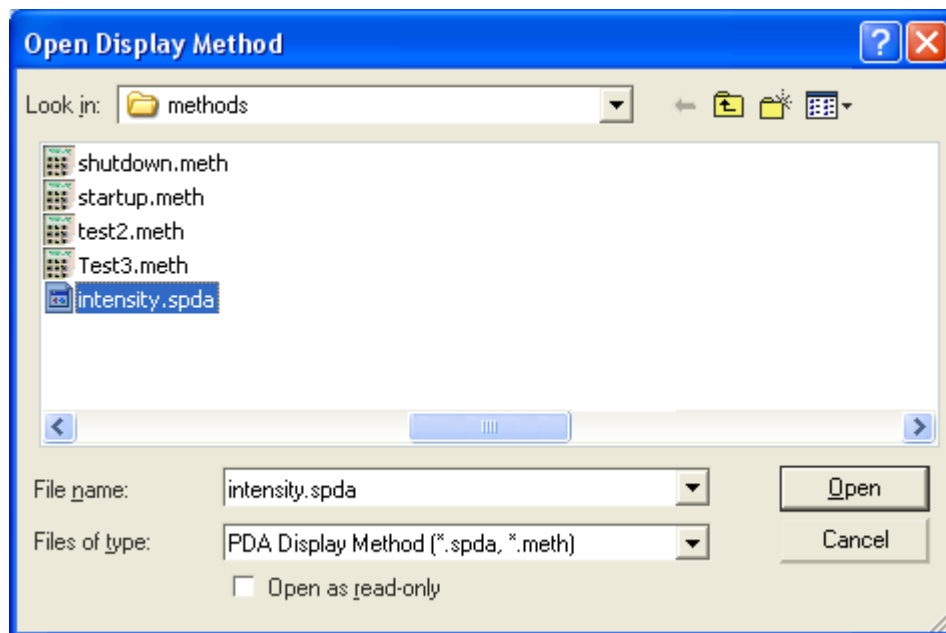 Open Display Method
Look in: methods
shutdown.meth
startup.meth
test2.meth
Test3.meth
intensity.spda
File name: intensity.spda Open
Files of type: PDA Display Method (*.spda, *.meth) Cancel
Open as read-only